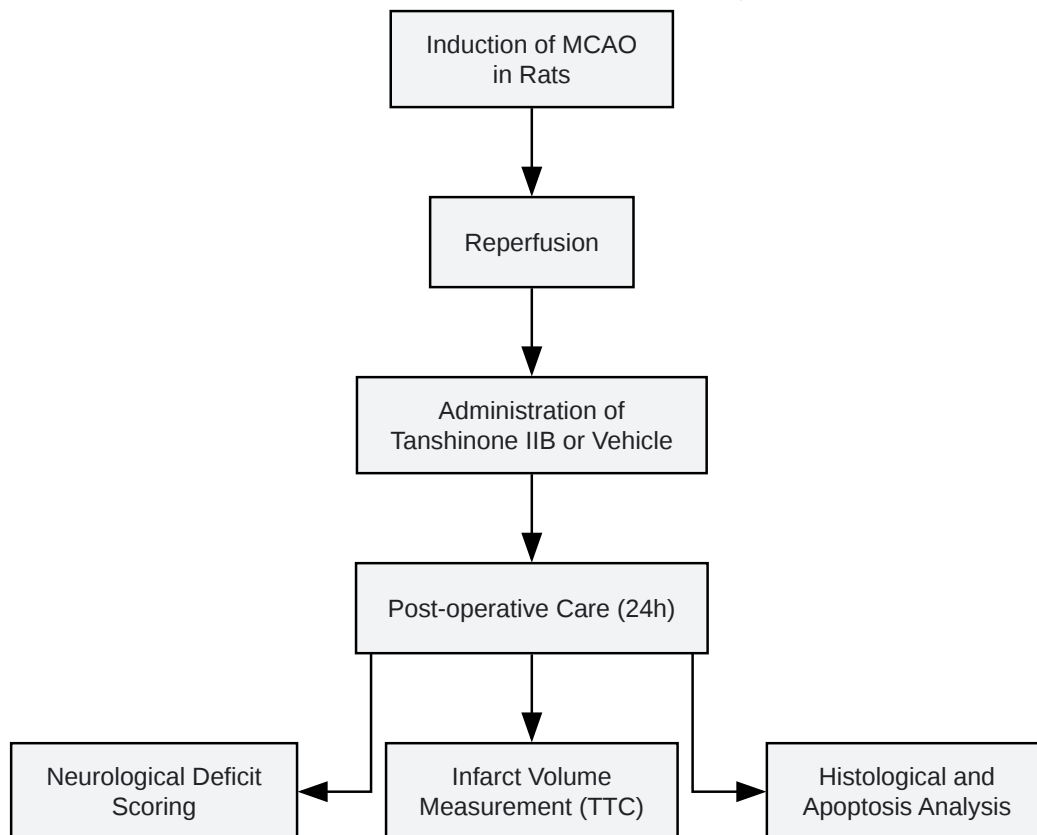 Induction of MCAO
in Rats
Reperfusion
Administration of
Tanshinone IIB or Vehicle
Post-operative Care (24h)
Neurological Deficit
Scoring
Infarct Volume
Measurement (TTC)
Histological and
Apoptosis Analysis